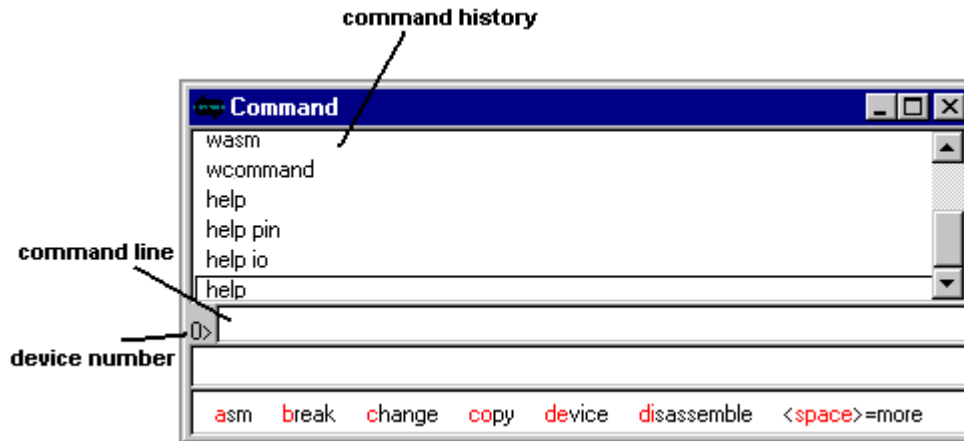 command history
Command
wasm
wcommand
help
help pin
help io
help
command line
0>
device number
asm break change copy device disassemble <space>=more